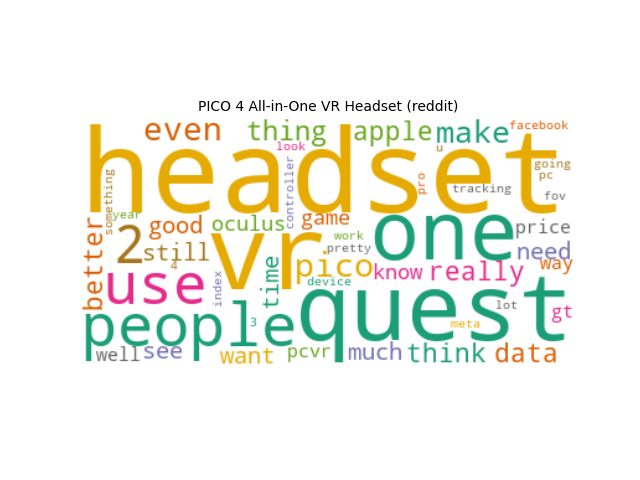 PICO 4 All-in-One VR Headset (reddit)
even thing apple make facebook
look u
headset
something controller pro tracking going
pc
fov
year
better good oculus game one price
2 still vr work
pretty
need
4 index time pico know really way
use device
people 3 quest lot gt
meta
well see want pcvr much think data